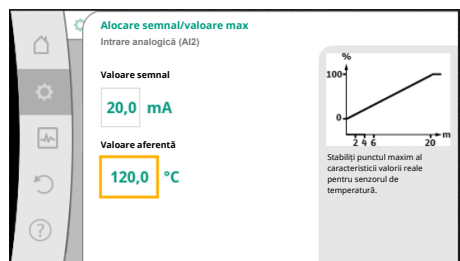 Alocare semnal/valoare max
Intrare analogică (AI2)
Valoare semnal
20,0 mA
Valoare aferentă
120,0 °C
%
100
0
2 4 6 20 m
Stabiliți punctul maxim al
caracteristicii valorii reale
pentru senzorul de
temperatură.
?